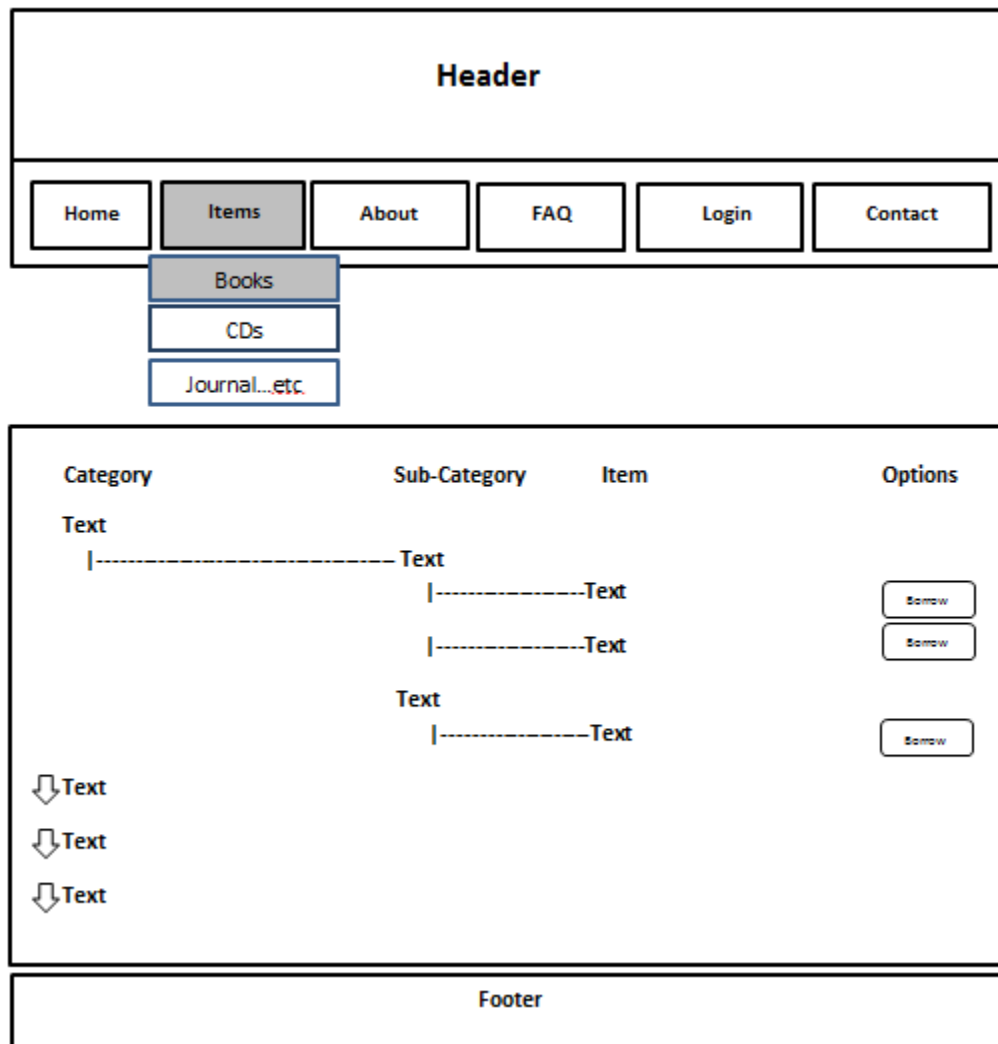 Header
Home Items About FAQ Login Contact
Books
CDs
Journal...etc
Category Sub-Category Item Options
Text
|-------------------------------------- Text
|-------------------Text Borrow
|-------------------Text Borrow
Text
|-------------------Text Borrow
Text
Text
Text
Footer